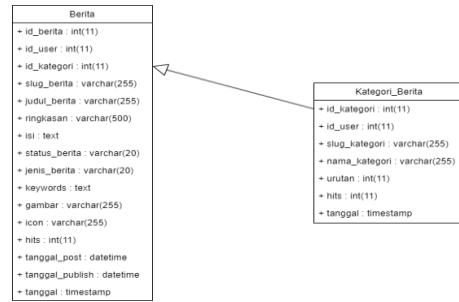 Berita
+ id_berita : int(11)
+ id_user : int(11)
+ id_kategori : int(11)
+ slug_berita : varchar(255)
+ judul_berita : varchar(255)
+ ringkasan : varchar(500)
+ isi : text
+ status_berita : varchar(20)
+ jenis_berita : varchar(20)
+ keywords : text
+ gambar : varchar(255)
+ icon : varchar(255)
+ hits : int(11)
+ tanggal_post : datetime
+ tanggal_publish : datetime
+ tanggal : timestamp
Kategori_Berita
+ id_kategori : int(11)
+ id_user : int(11)
+ slug_kategori : varchar(255)
+ nama_kategori : varchar(255)
+ urutan : int(11)
+ hits : int(11)
+ tanggal : timestamp